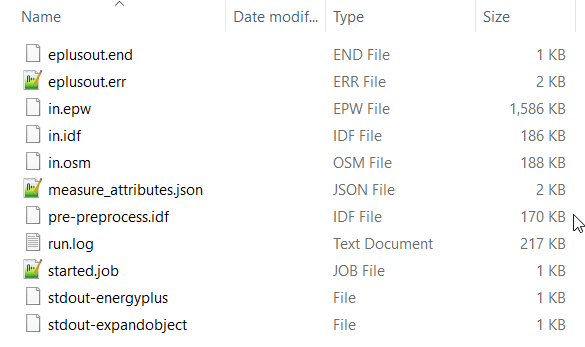 Name Date modif... Type Size
eplusout.end END File 1 KB
eplusout.err ERR File 2 KB
in.epw EPW File 1,586 KB
in.idf IDF File 186 KB
in.osm OSM File 188 KB
measure_attributes.json JSON File 2 KB
pre-preprocess.idf IDF File 170 KB
run.log Text Document 217 KB
started.job JOB File 1 KB
stdout-energyplus File 1 KB
stdout-expandobject File 1 KB